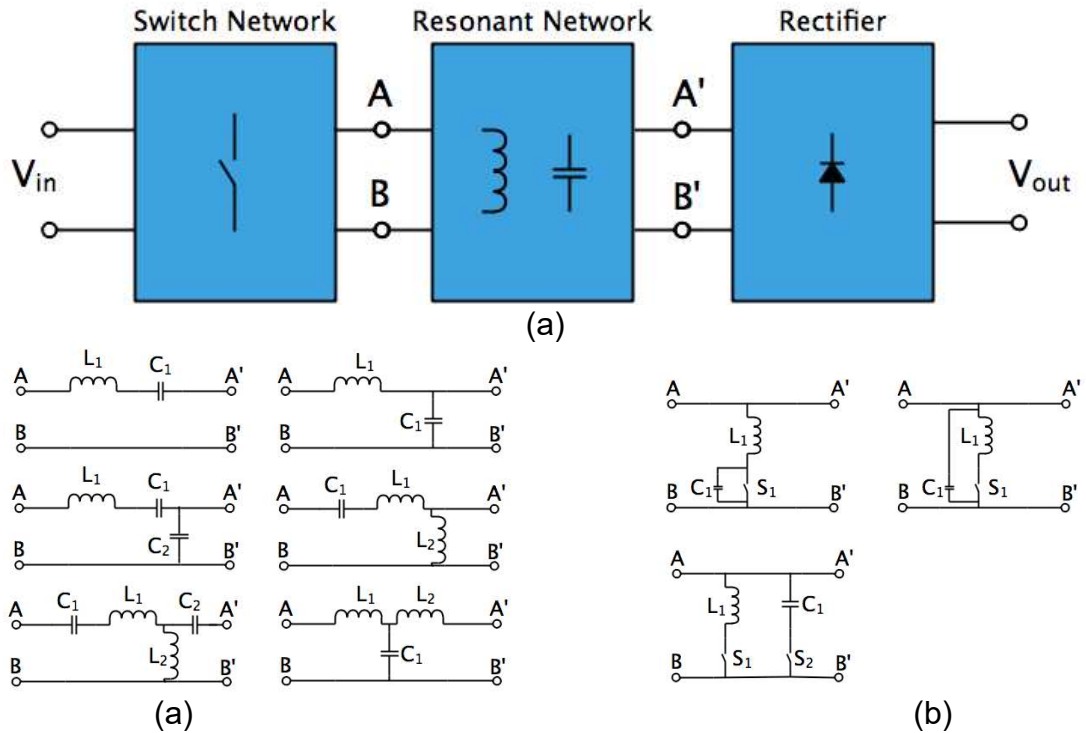 Switch Network Resonant Network Rectifier
A A'
Vin Vout
B B'
(a)
L1 C1
A A'
B B'
L1
A A'
C1
B B'
L1 C1
A A'
C2
B B'
C1 L1
A A'
L2
B B'
C1 L1 C2
A A'
L2
B B'
L1 L2
A A'
C1
B B'
(a)
A A'
L1
C1 S1
B B'
A A'
L1
C1 S1
B B'
A A'
L1 C1
S1 S2
B B'
(b)